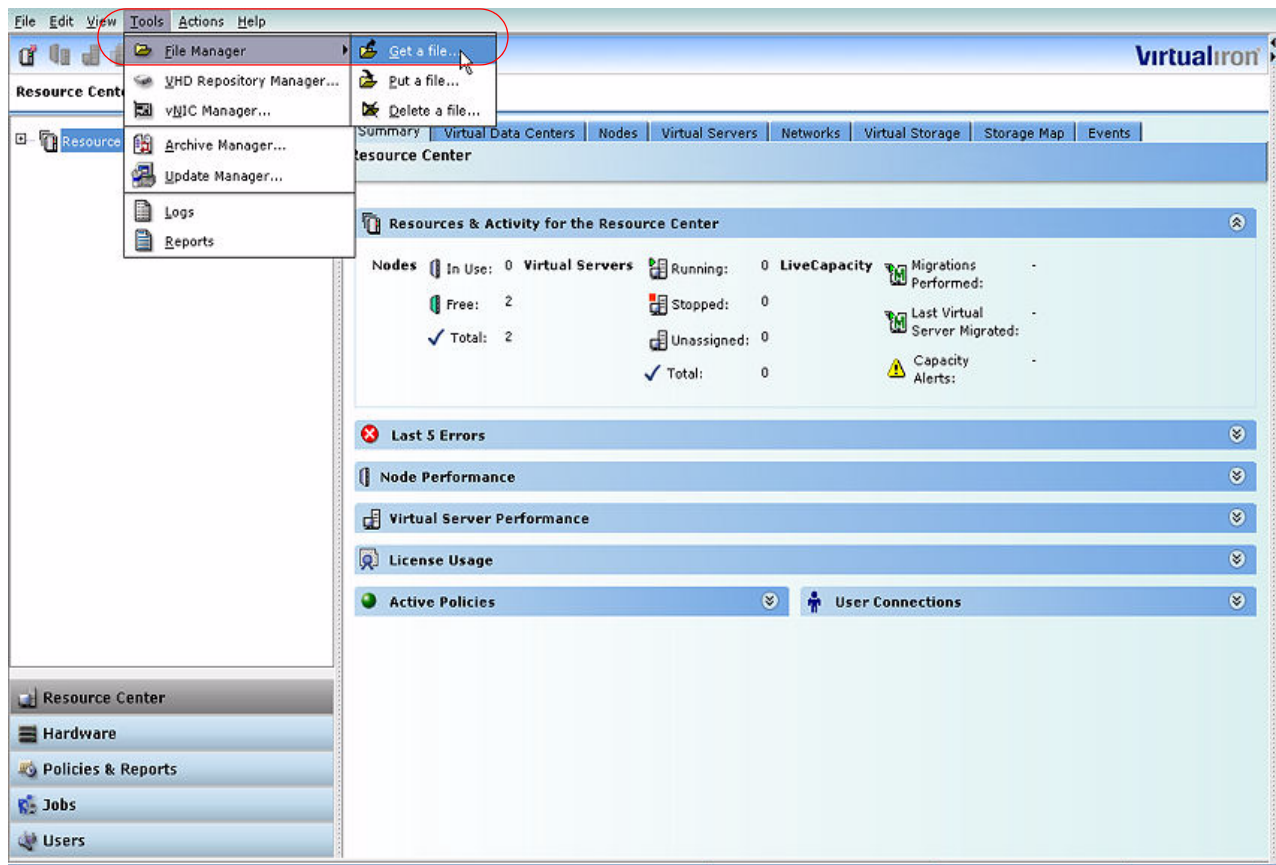 File Edit View Tools Actions Help
VirtualIron
File Manager
Get a file...
VHD Repository Manager...
Put a file...
Resource Cent
vNIC Manager...
Delete a file...
Resource
Archive Manager...
Update Manager...
Logs
Reports
Summary Virtual Data Centers Nodes Virtual Servers Networks Virtual Storage Storage Map Events
Resource Center
Resources & Activity for the Resource Center
Nodes In Use: 0 Virtual Servers Running: 0 LiveCapacity Migrations Performed: -
Free: 2 Stopped: 0 Last Virtual Server Migrated: -
Total: 2 Unassigned: 0
Total: 0 Capacity Alerts: -
Last 5 Errors
Node Performance
Virtual Server Performance
License Usage
Active Policies User Connections
Resource Center
Hardware
Policies & Reports
Jobs
Users